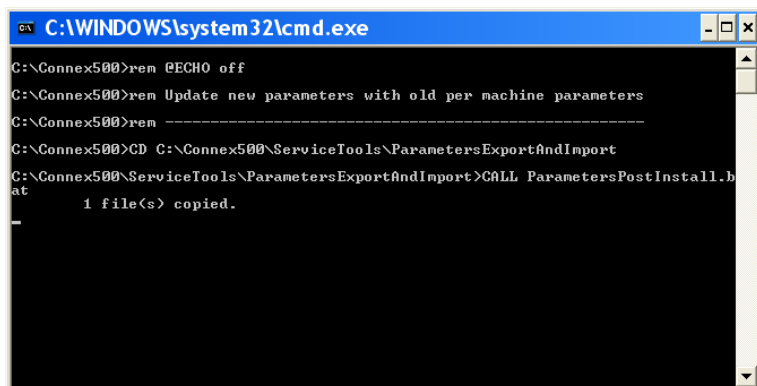 C:\WINDOWS\system32\cmd.exe
C:\Connex500>rem @ECHO off
C:\Connex500>rem Update new parameters with old per machine parameters
C:\Connex500>rem -----------------------------------------------------
C:\Connex500>CD C:\Connex500\ServiceTools\ParametersExportAndImport
C:\Connex500\ServiceTools\ParametersExportAndImport>CALL ParametersPostInstall.b
at
        1 file(s) copied.